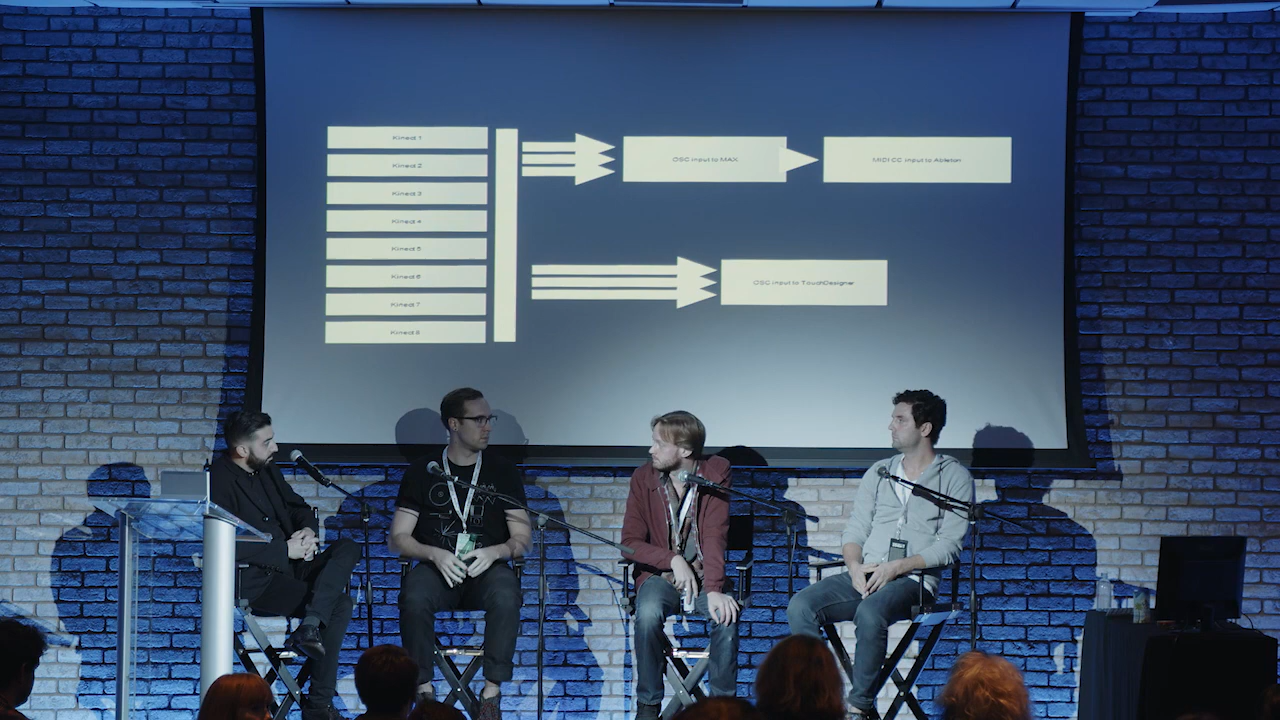 Kinect 1
Kinect 2
Kinect 3
Kinect 4
Kinect 5
Kinect 6
Kinect 7
Kinect 8
OSC input to MAX
MIDI CC input to Ableton
OSC input to TouchDesigner